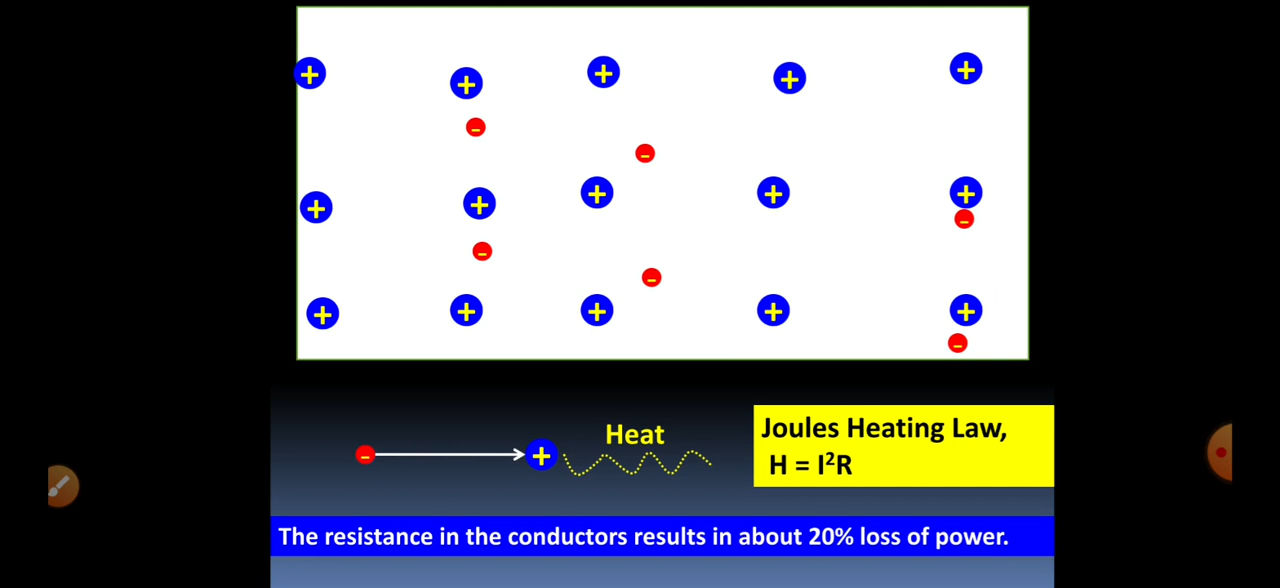 Heat
Joules Heating Law,
H = I²R
The resistance in the conductors results in about 20% loss of power.